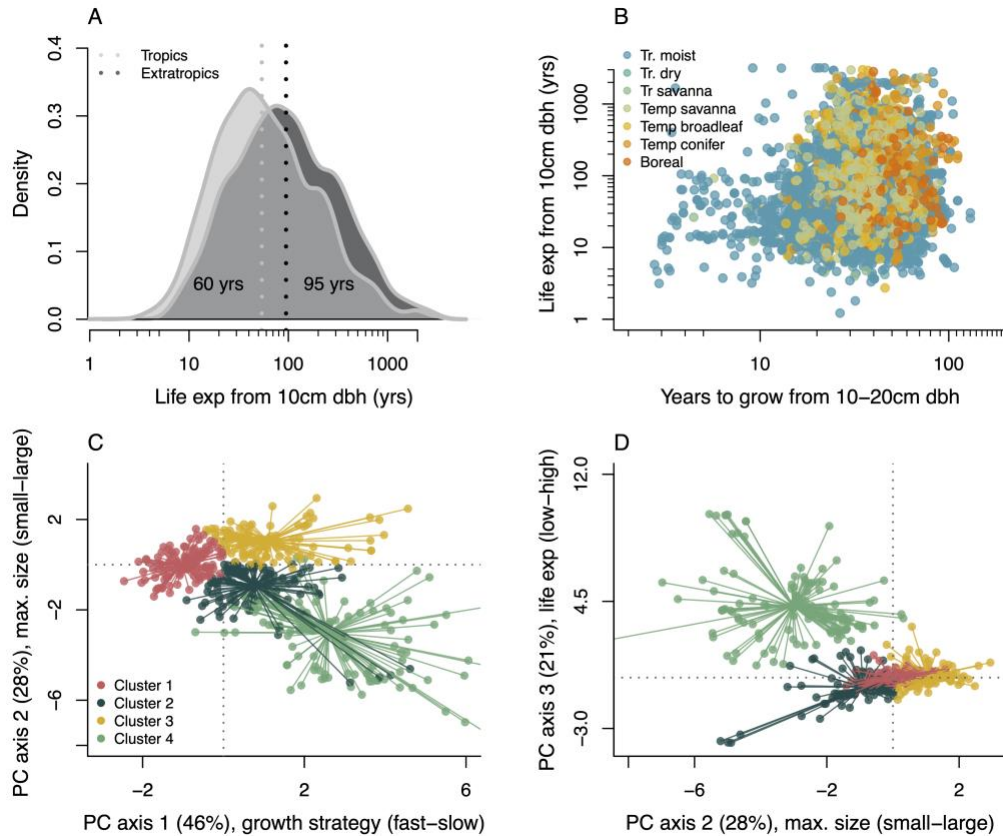 A
Tropics
Extratropics
0.4
0.3
0.2
0.1
0.0
Density
60 yrs
95 yrs
1
10
100
1000
Life exp from 10cm dbh (yrs)
B
Tr. moist
Tr. dry
Tr savanna
Temp savanna
Temp broadleaf
Temp conifer
Boreal
1000
100
10
1
Life exp from 10cm dbh (yrs)
10
100
Years to grow from 10–20cm dbh
C
2
−2
−6
PC axis 2 (28%), max. size (small−large)
Cluster 1
Cluster 2
Cluster 3
Cluster 4
−2
2
6
PC axis 1 (46%), growth strategy (fast−slow)
D
12.0
4.5
−3.0
PC axis 3 (21%), life exp (low−high)
−6
−2
2
PC axis 2 (28%), max. size (small−large)